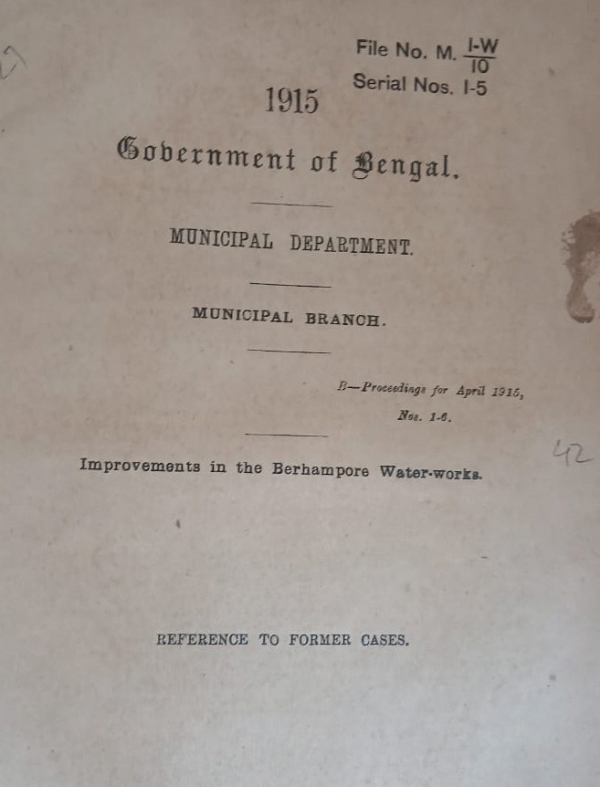 File No. M. 1-W/10
Serial Nos. 1-5
1915
Government of Bengal.
MUNICIPAL DEPARTMENT.
MUNICIPAL BRANCH.
B—Proceedings for April 1915,
Nos. 1-6.
42
Improvements in the Berhampore Water-works.
REFERENCE TO FORMER CASES.